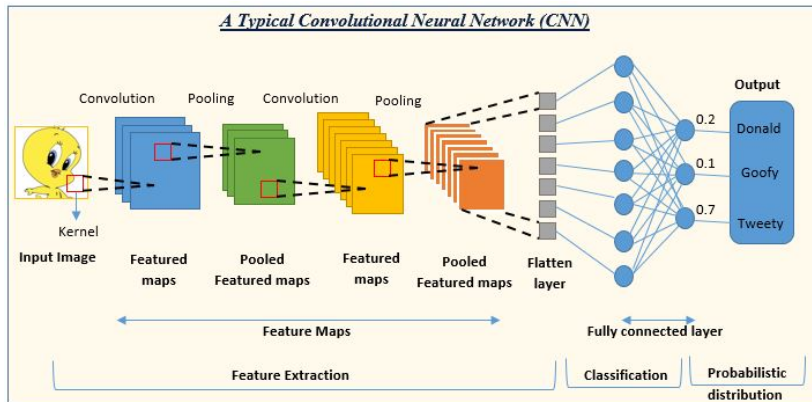 A Typical Convolutional Neural Network (CNN)
Convolution
Pooling
Convolution
Pooling
Output
0.2
Donald
0.1
Goofy
0.7
Tweety
Kernel
Input Image
Featured
maps
Pooled
Featured maps
Featured
maps
Pooled
Featured maps
Flatten
layer
Feature Maps
Fully connected layer
Feature Extraction
Classification
Probabilistic
distribution